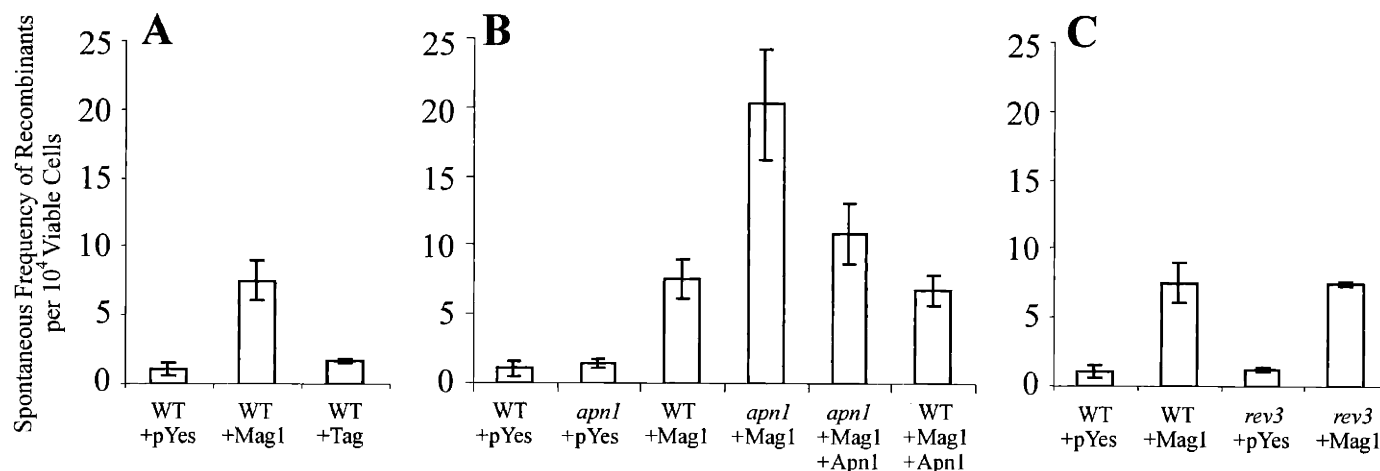 Spontaneous Frequency of Recombinants
per 10⁴ Viable Cells
A
25
20
15
10
5
0
WT WT WT
+pYes +Mag1 +Tag
B
25
20
15
10
5
0
WT apn1 WT apn1 apn1 WT
+pYes +pYes +Mag1 +Mag1 +Mag1 +Mag1
+Apn1 +Apn1
C
25
20
15
10
5
0
WT WT rev3 rev3
+pYes +Mag1 +pYes +Mag1